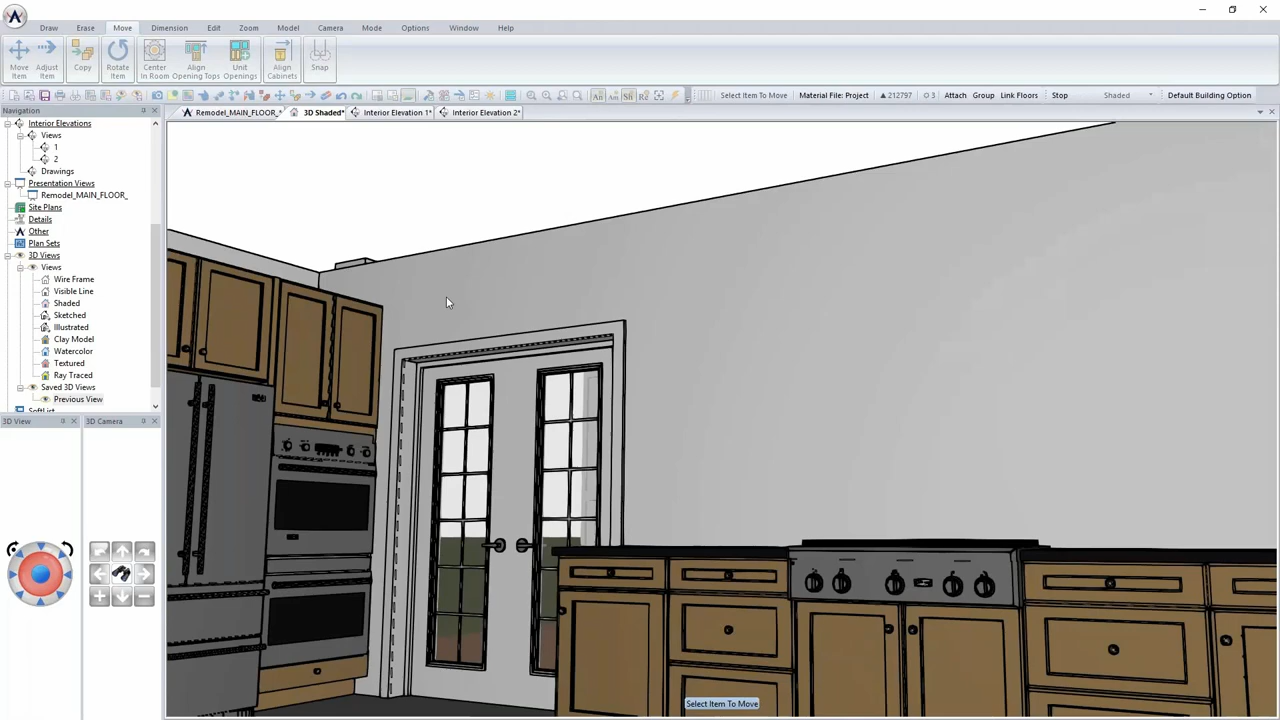 Draw Erase Move Dimension Edit Zoom Model Camera Mode Options Window Help
Move Item
Adjust Item
Copy
Rotate Item
Center In Room
Align Opening Tops
Unit Openings
Align Cabinets
Snap
Select Item To Move Material File: Project 212797 3 Attach Group Link Floors Stop Shaded Default Building Option
Navigation
Remodel_MAIN_FLOOR_* 3D Shaded* Interior Elevation 1* Interior Elevation 2*
Interior Elevations
Views
1
2
Drawings
Presentation Views
Remodel_MAIN_FLOOR_
Site Plans
Details
Other
Plan Sets
3D Views
Views
Wire Frame
Visible Line
Shaded
Sketched
Illustrated
Clay Model
Watercolor
Textured
Ray Traced
Saved 3D Views
Previous View
SoftList
3D View 3D Camera
Select Item To Move